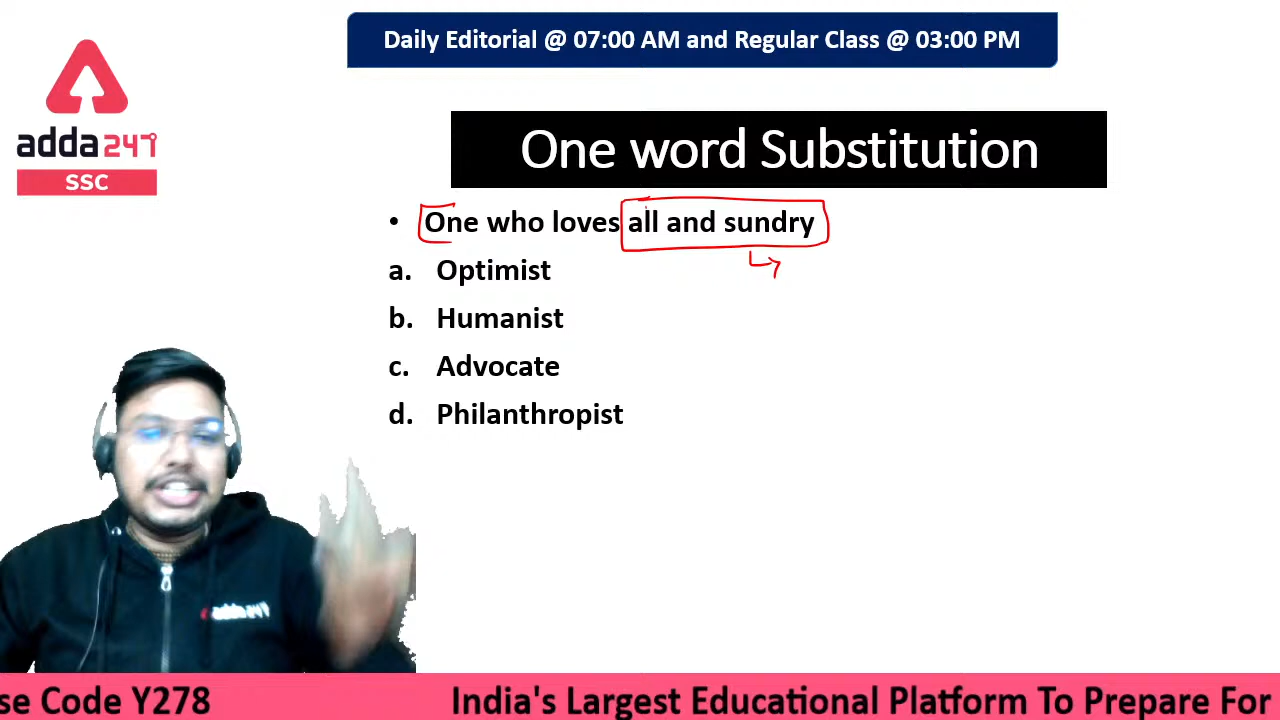 Daily Editorial @ 07:00 AM and Regular Class @ 03:00 PM
adda247
SSC
One word Substitution
• One who loves all and sundry
a. Optimist
b. Humanist
c. Advocate
d. Philanthropist
adda247
se Code Y278 India's Largest Educational Platform To Prepare For